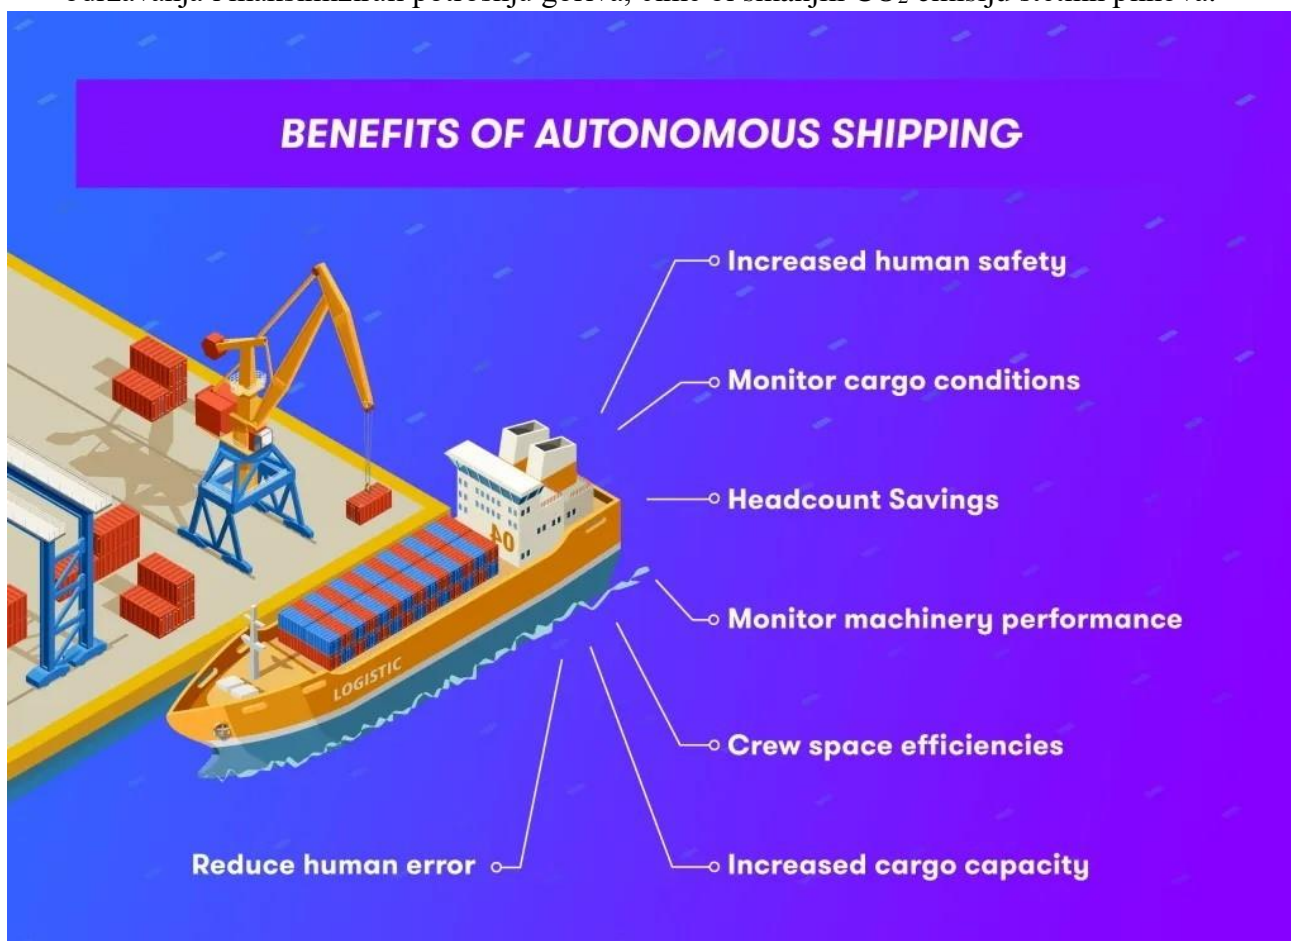 BENEFITS OF AUTONOMOUS SHIPPING
Increased human safety
Monitor cargo conditions
Headcount Savings
04
LOGISTIC
Monitor machinery performance
Crew space efficiencies
Reduce human error
Increased cargo capacity